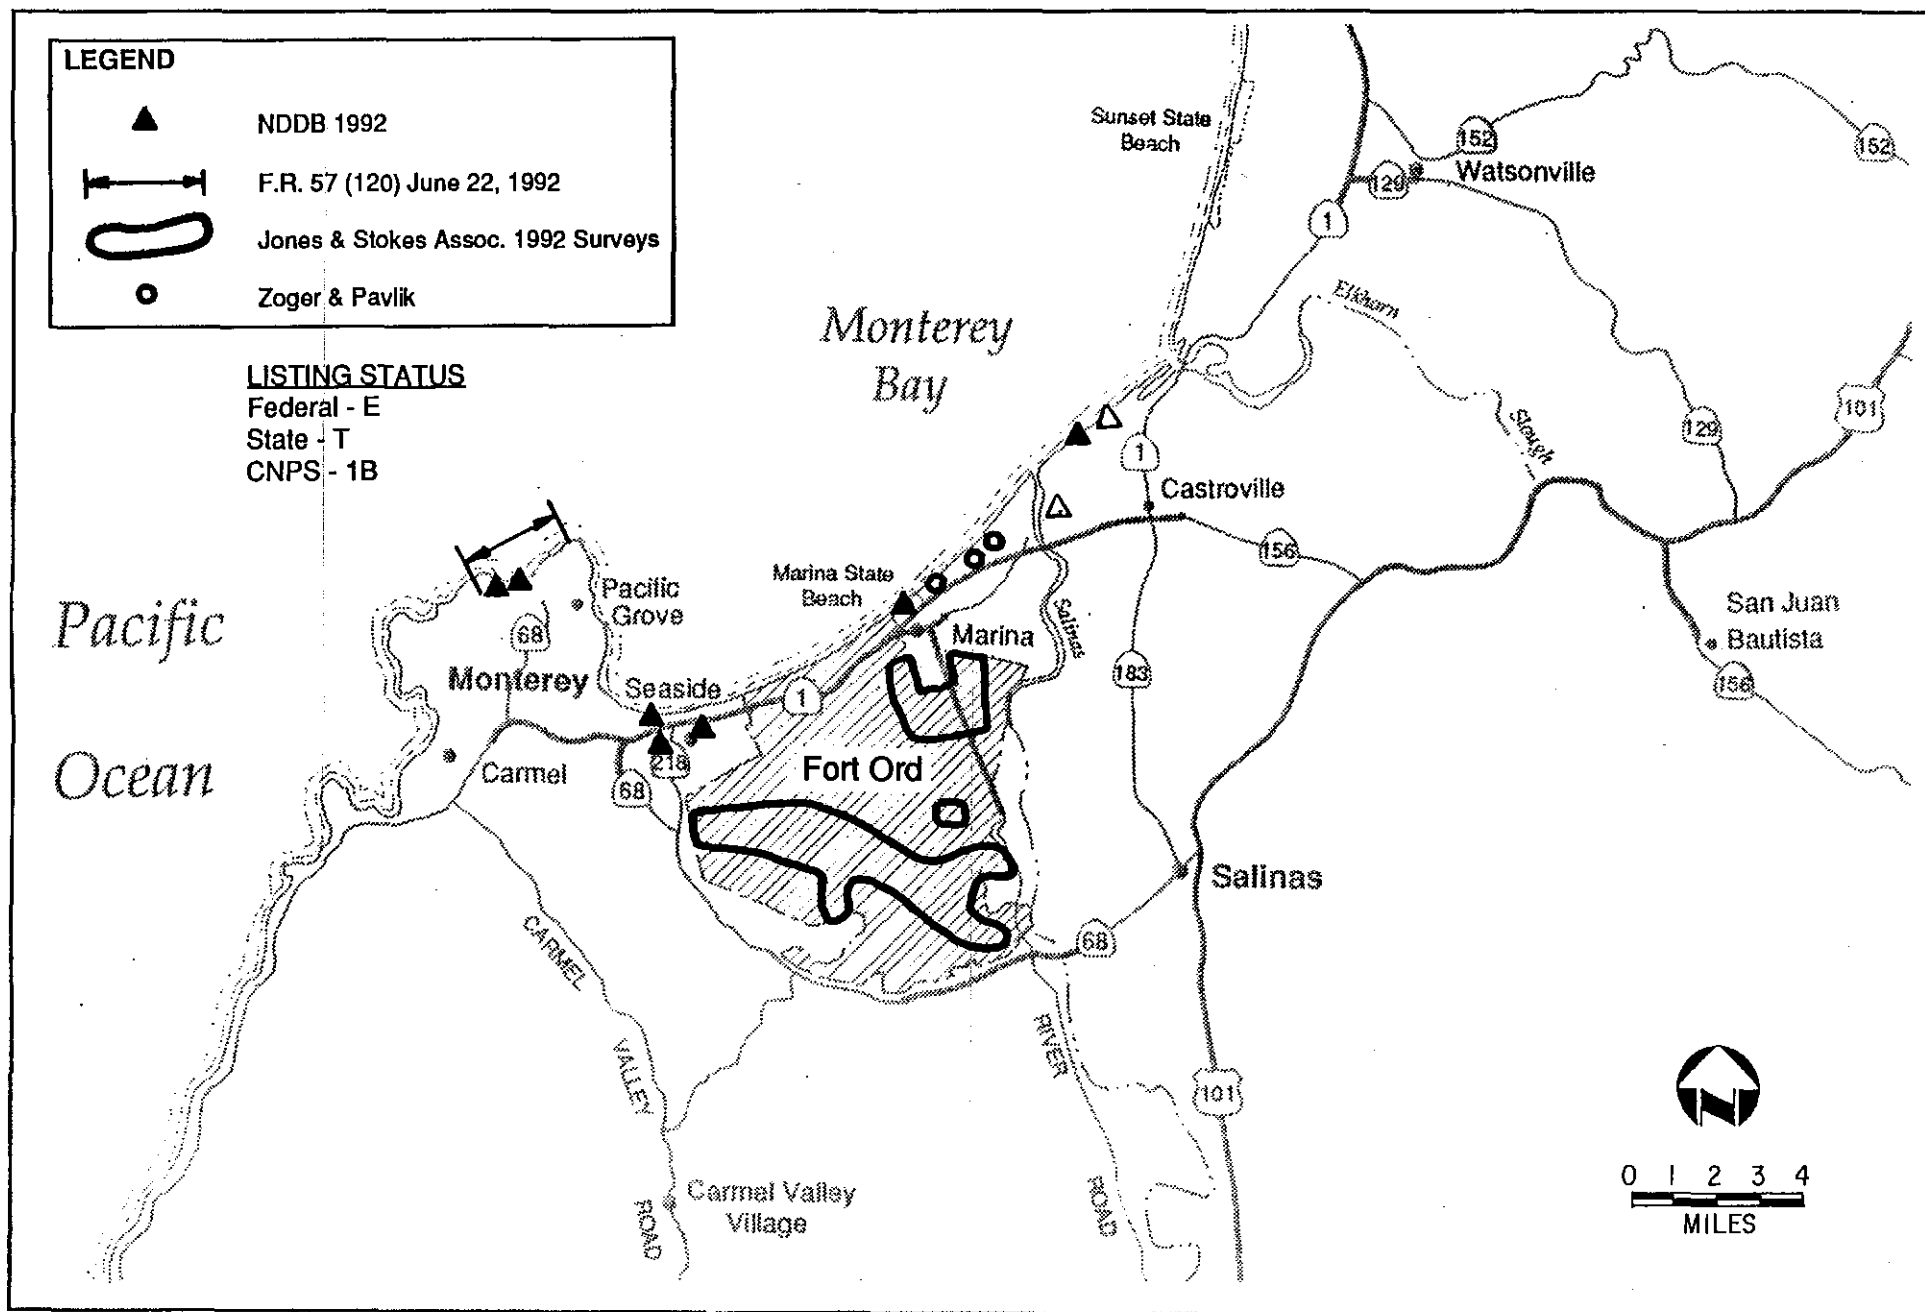 LEGEND
NDDB 1992
F.R. 57 (120) June 22, 1992
Jones & Stokes Assoc. 1992 Surveys
Zoger & Pavlik
LISTING STATUS
Federal - E
State - T
CNPS - 1B
Sunset State
Beach
152
152
Watsonville
129
1
Elkhorn
Slough
Monterey
Bay
101
129
1
Castroville
156
Pacific
Ocean
Pacific
Grove
68
Marina State
Beach
Marina
Salinas
San Juan
Bautista
156
183
Monterey
Seaside
1
Carmel
218
68
Fort Ord
Salinas
68
CARMEL
VALLEY
ROAD
RIVER
ROAD
101
Carmel Valley
Village
N
0 1 2 3 4
MILES